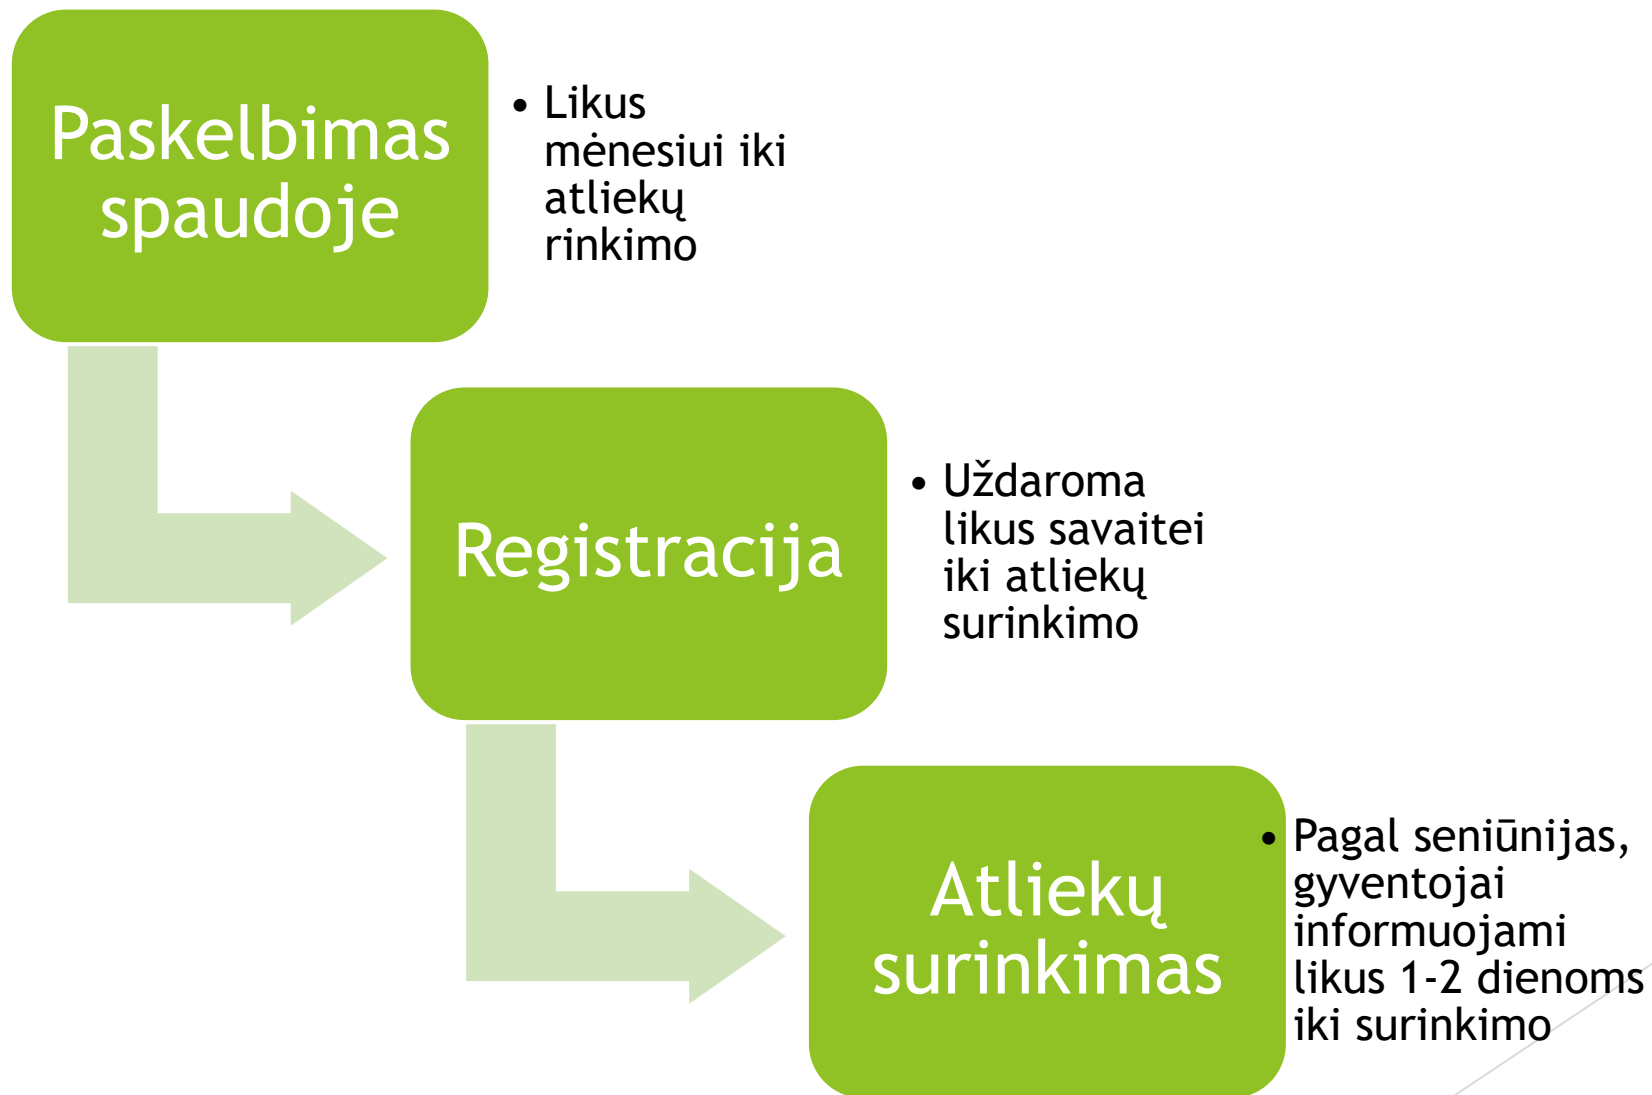 Paskelbimas
spaudoje
• Likus
mėnesiui iki
atliekų
rinkimo
Registracija
• Uždaroma
likus savaitei
iki atliekų
surinkimo
Atliekų
surinkimas
• Pagal seniūnijas,
gyventojai
informuojami
likus 1-2 dienoms
iki surinkimo